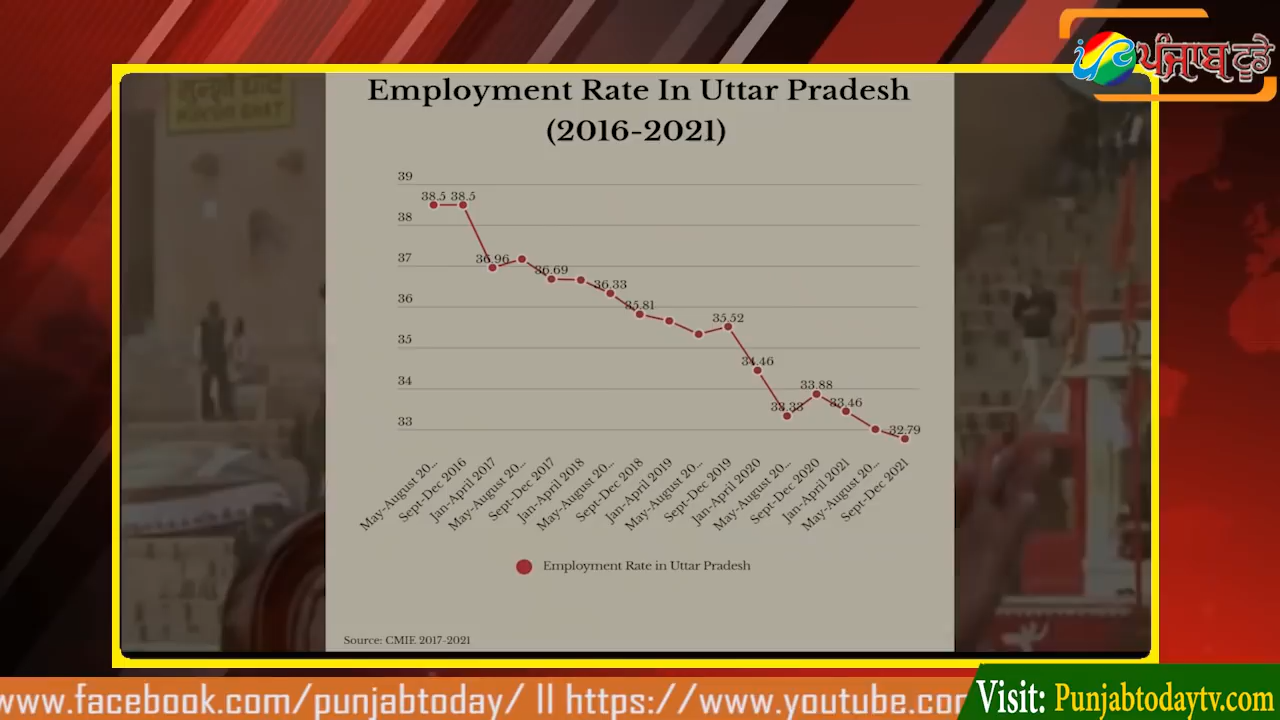 ਪੰਜਾਬ ਟੂਡੇ
Employment Rate In Uttar Pradesh
(2016-2021)
39
38.5 38.5
38
37
36.96
36.69
36.33
36
35.81
35.52
35
34.46
34
33.88
33.33
33.46
33
32.79
May-August 20...
Sept-Dec 2016
Jan-April 2017
May-August 20...
Sept-Dec 2017
Jan-April 2018
May-August 20...
Sept-Dec 2018
Jan-April 2019
May-August 20...
Sept-Dec 2019
Jan-April 2020
May-August 20...
Sept-Dec 2020
Jan-April 2021
May-August 20...
Sept-Dec 2021
Employment Rate in Uttar Pradesh
Source: CMIE 2017-2021
www.facebook.com/punjabtoday/ ll https://www.youtube.co
Visit: Punjabtodaytv.com